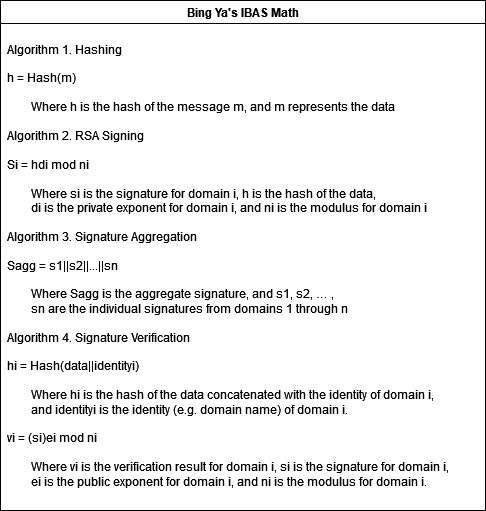 Bing Ya's IBAS Math
Algorithm 1. Hashing
h = Hash(m)
Where h is the hash of the message m, and m represents the data
Algorithm 2. RSA Signing
Si = hdi mod ni
Where si is the signature for domain i, h is the hash of the data,
di is the private exponent for domain i, and ni is the modulus for domain i
Algorithm 3. Signature Aggregation
Sagg = s1||s2||...||sn
Where Sagg is the aggregate signature, and s1, s2, ... ,
sn are the individual signatures from domains 1 through n
Algorithm 4. Signature Verification
hi = Hash(data||identityi)
Where hi is the hash of the data concatenated with the identity of domain i,
and identityi is the identity (e.g. domain name) of domain i.
vi = (si)ei mod ni
Where vi is the verification result for domain i, si is the signature for domain i,
ei is the public exponent for domain i, and ni is the modulus for domain i.